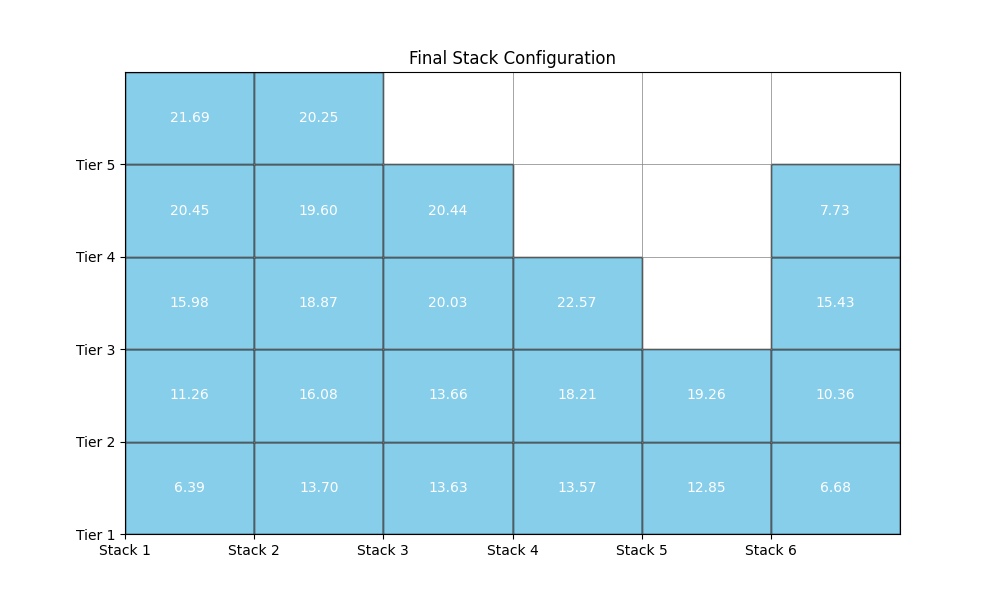 Final Stack Configuration
21.69 20.25
Tier 5
20.45 19.60 20.44 7.73
Tier 4
15.98 18.87 20.03 22.57 15.43
Tier 3
11.26 16.08 13.66 18.21 19.26 10.36
Tier 2
6.39 13.70 13.63 13.57 12.85 6.68
Tier 1
Stack 1 Stack 2 Stack 3 Stack 4 Stack 5 Stack 6